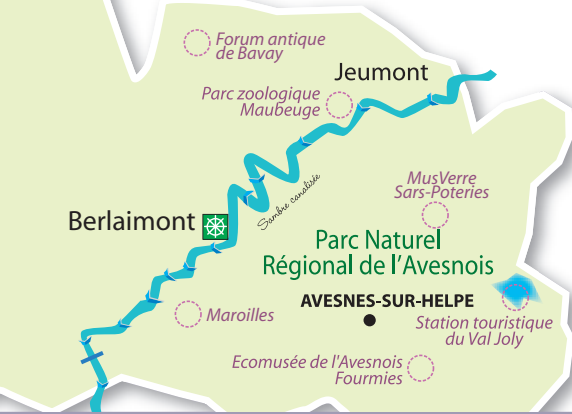 Forum antique
de Bavay
Jeumont
Parc zoologique
Maubeuge
Sambre canalisée
MusVerre
Sars-Poteries
Berlaimont
Parc Naturel
Régional de l'Avesnois
AVESNES-SUR-HELPE
Maroilles
Station touristique
du Val Joly
Ecomusée de l'Avesnois
Fourmies